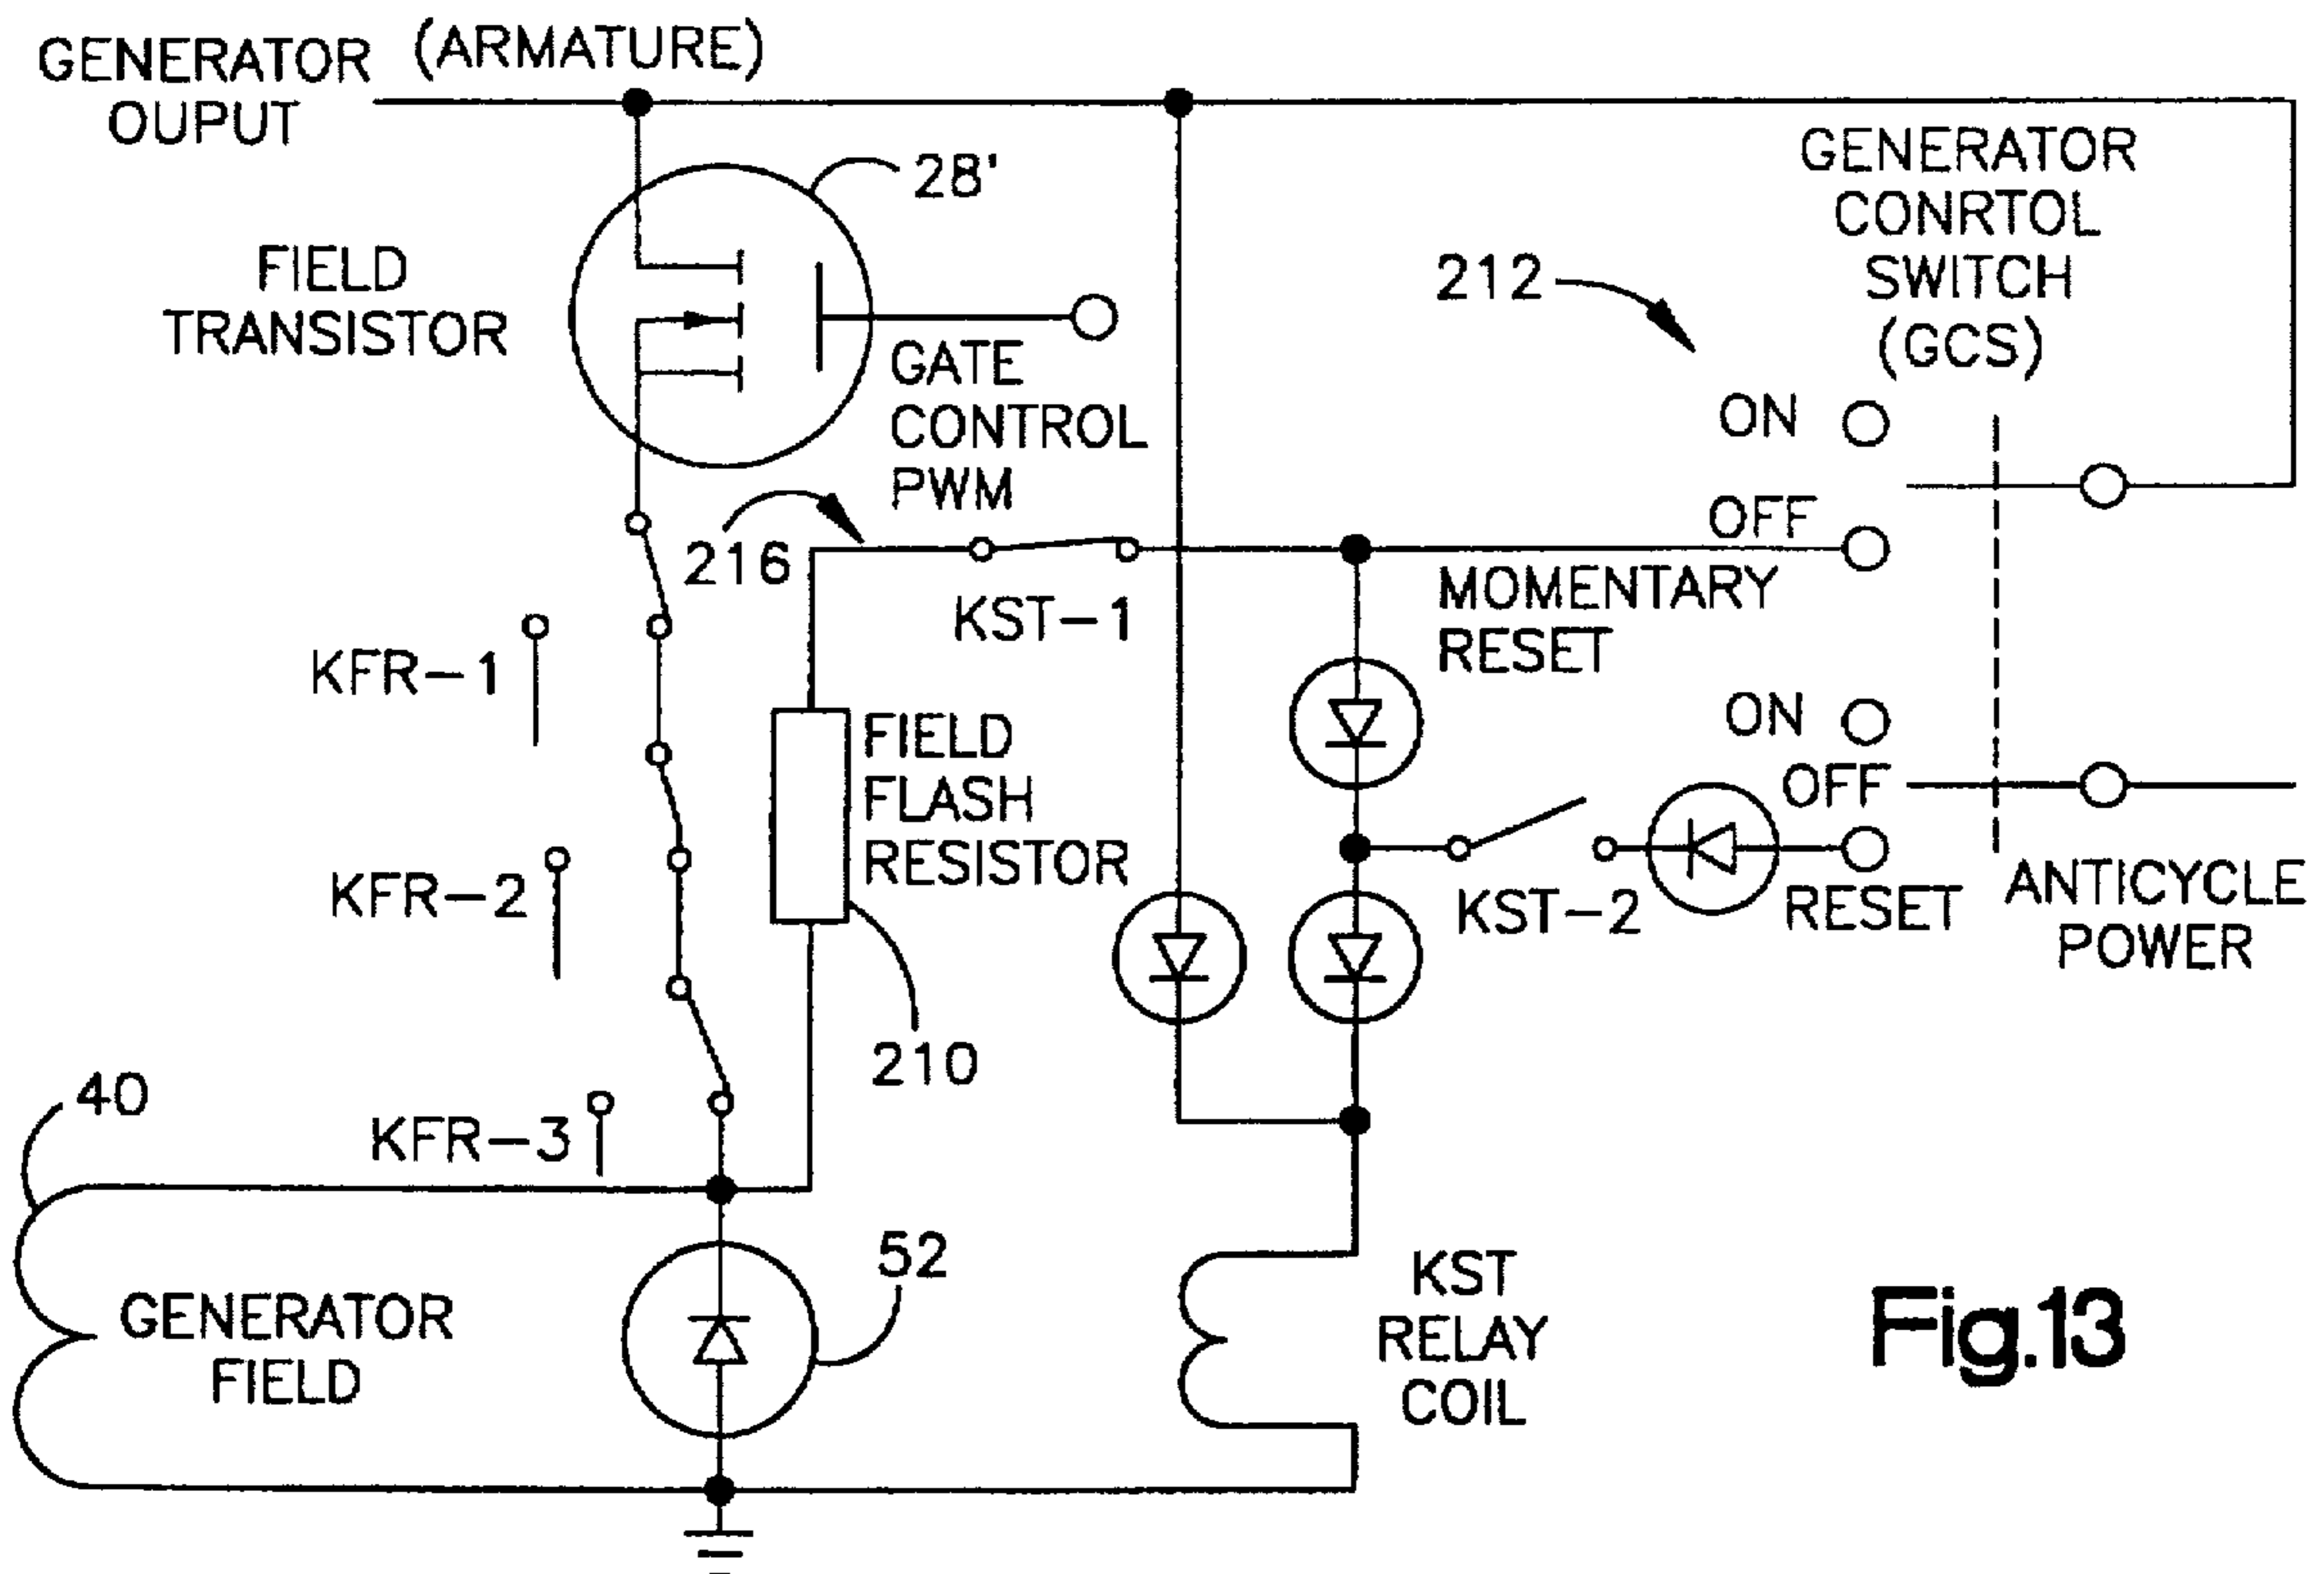 GENERATOR (ARMATURE)
OUPUT
28'
GENERATOR
CONRTOL
SWITCH
(GCS)
FIELD
TRANSISTOR
212
GATE
CONTROL
PWM
ON
OFF
216
KST-1
MOMENTARY
RESET
KFR-1
FIELD
FLASH
RESISTOR
ON
OFF
KFR-2
KST-2
RESET
ANTICYCLE
POWER
210
40
KFR-3
52
GENERATOR
FIELD
KST
RELAY
COIL
Fig.13